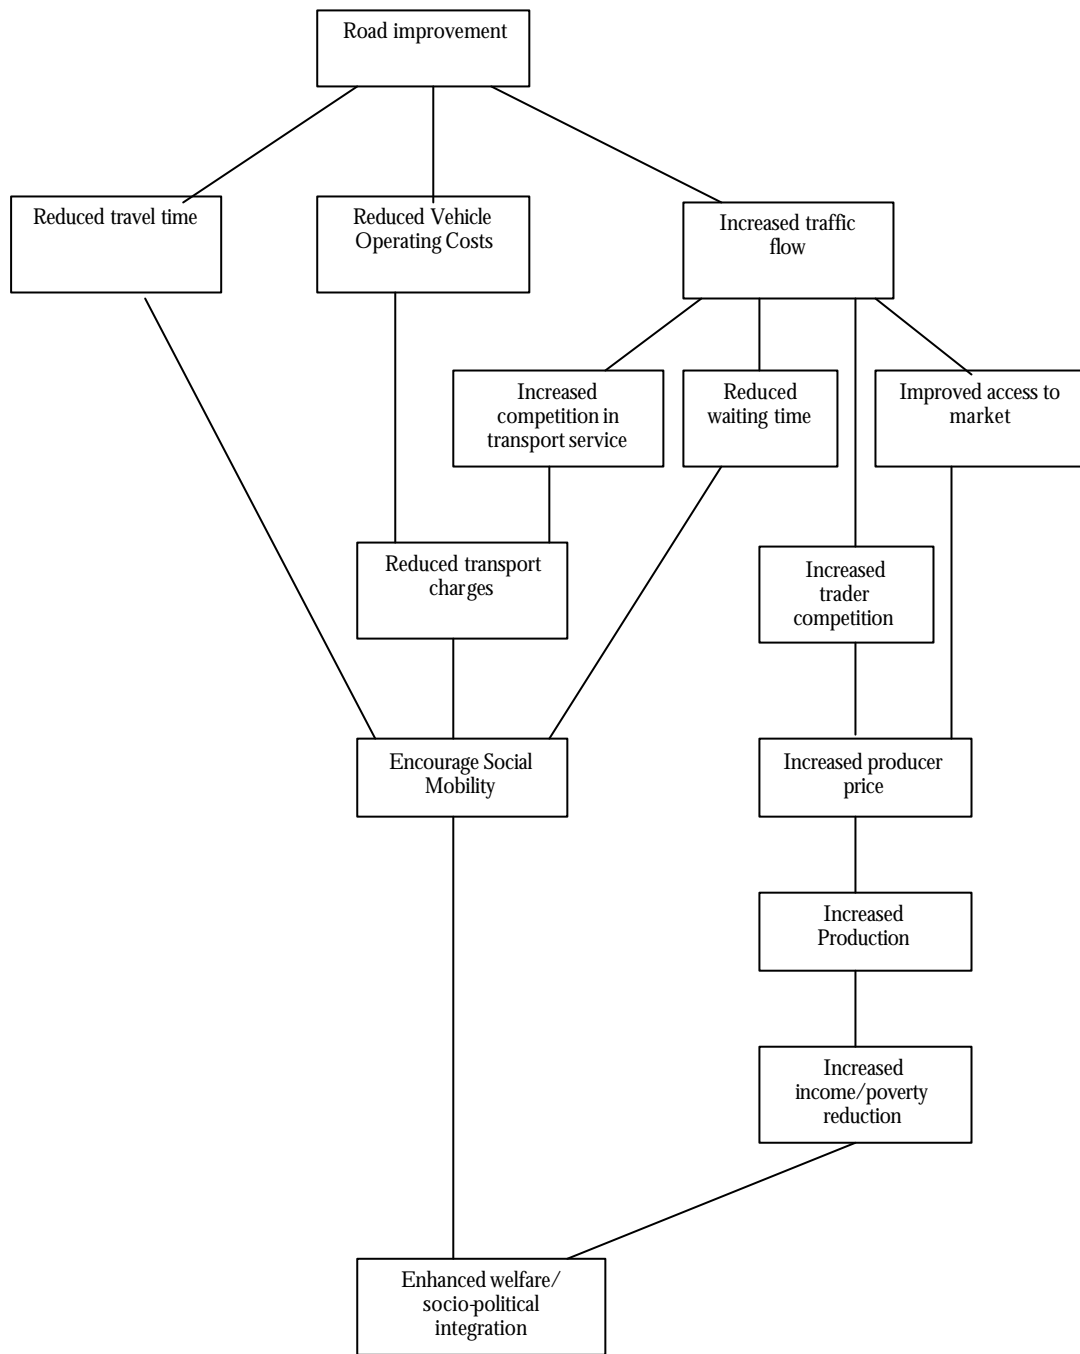 Road improvement
Reduced travel time
Reduced Vehicle
Operating Costs
Increased traffic
flow
Increased
competition in
transport service
Reduced
waiting time
Improved access to
market
Reduced transport
charges
Increased
trader
competition
Encourage Social
Mobility
Increased producer
price
Increased
Production
Increased
income/poverty
reduction
Enhanced welfare/
socio-political
integration